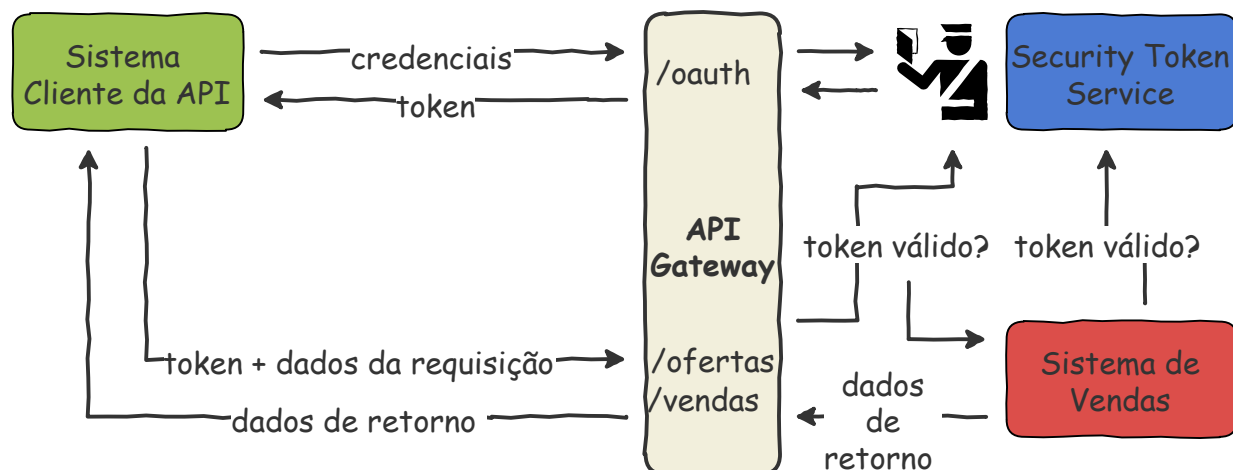 Sistema
Cliente da API
credenciais
token
/oauth
Security Token
Service
API
Gateway
token válido?
token válido?
token + dados da requisição
dados de retorno
/ofertas
/vendas
dados
de
retorno
Sistema de
Vendas